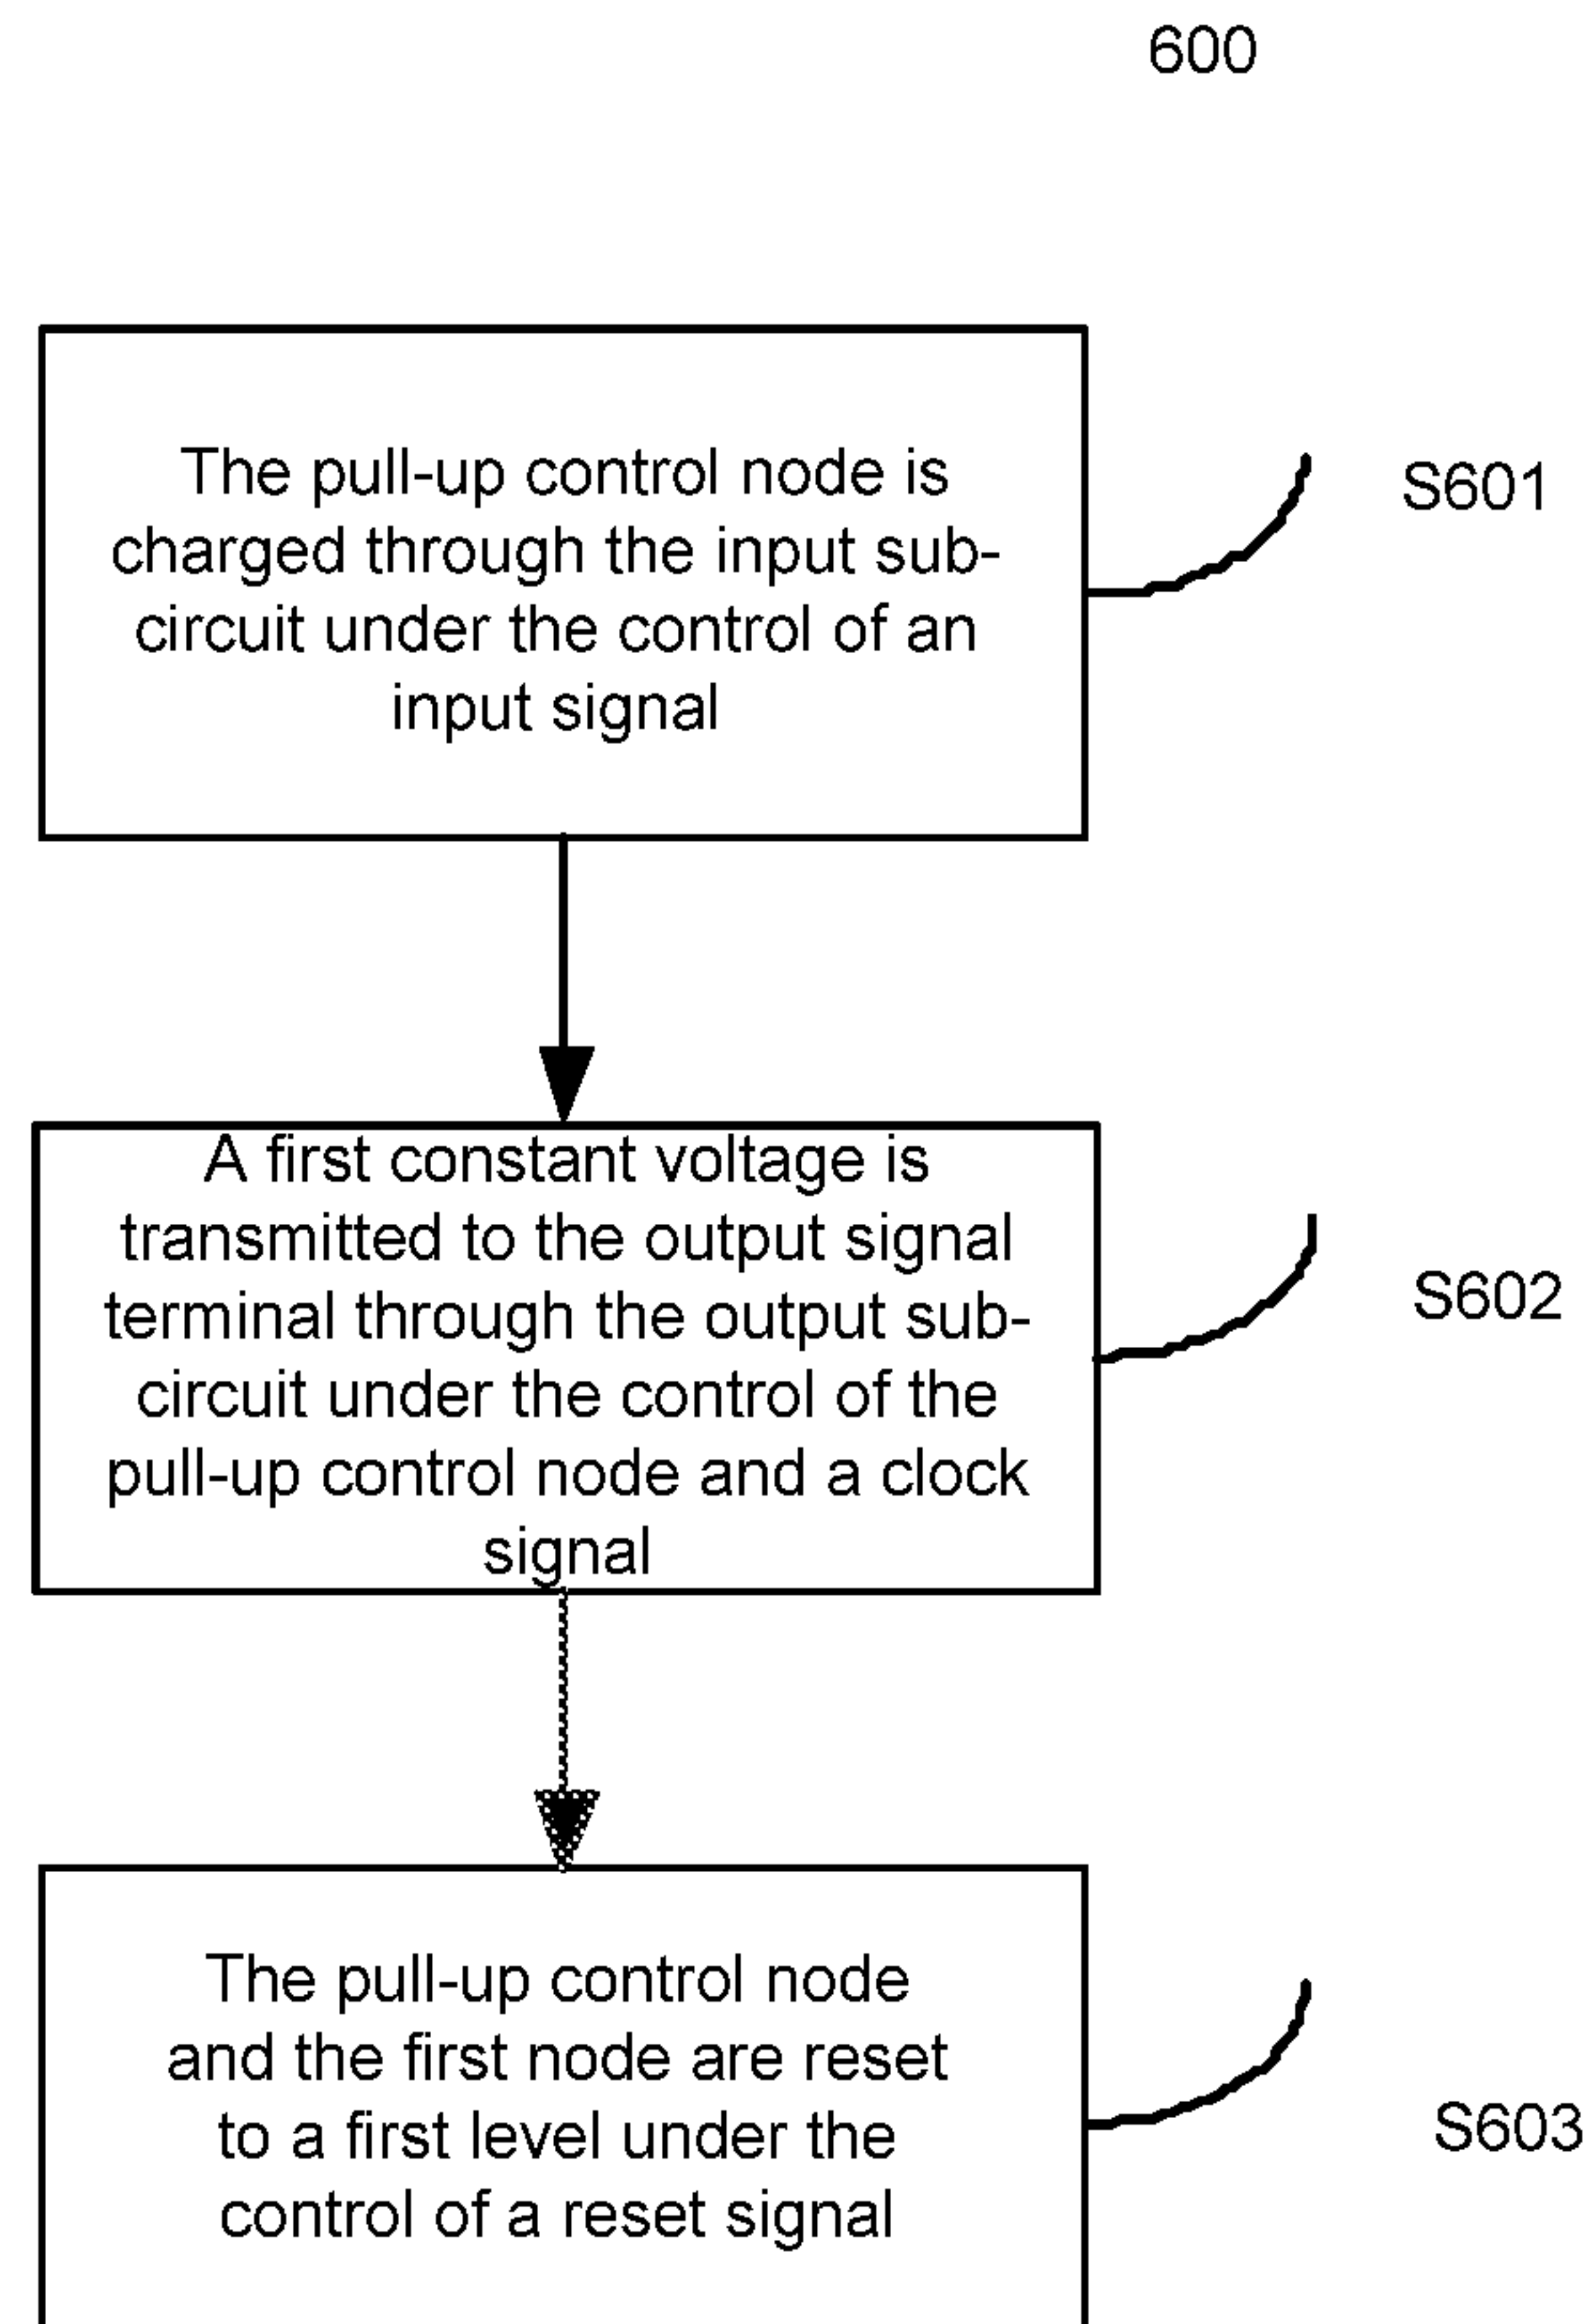 600
The pull-up control node is
charged through the input sub-
circuit under the control of an
input signal
S601
A first constant voltage is
transmitted to the output signal
terminal through the output sub-
circuit under the control of the
pull-up control node and a clock
signal
S602
The pull-up control node
and the first node are reset
to a first level under the
control of a reset signal
S603